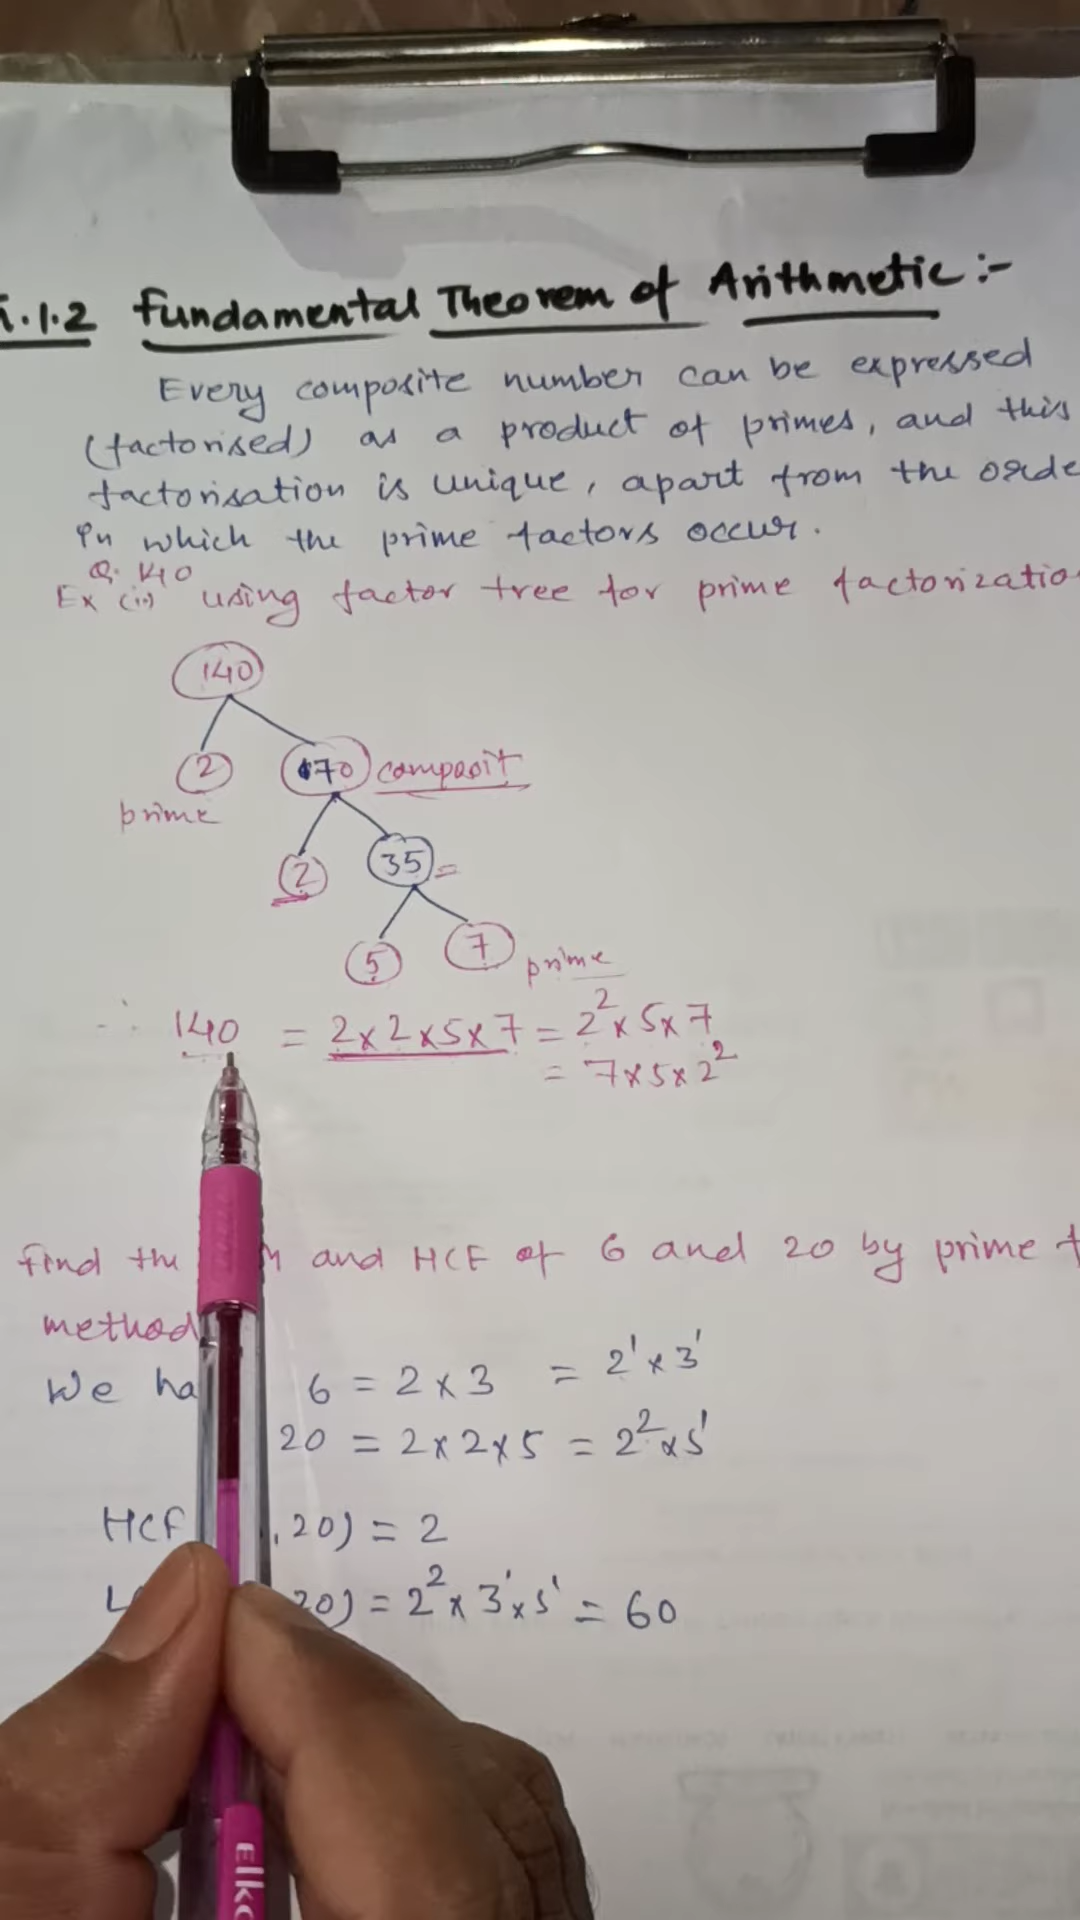 .1.2 Fundamental Theorem of Arithmetic :-
Every composite number can be expressed
(factorised) as a product of primes, and this
factorisation is unique, apart from the orde
in which the prime factors occur.
Q. 140
Ex (ii) using factor tree for prime factorizatio
140
2 70 composit
prime
2 35 =
5 7 prime
∴ 140 = 2 x 2 x 5 x 7 = 2² x 5 x 7
= 7 x 5 x 2²
find the M and HCF of 6 and 20 by prime f
method
We ha 6 = 2 x 3 = 2¹ x 3¹
20 = 2 x 2 x 5 = 2² x 5¹
HCF , 20) = 2
L 20) = 2² x 3¹ x 5¹ = 60
elko